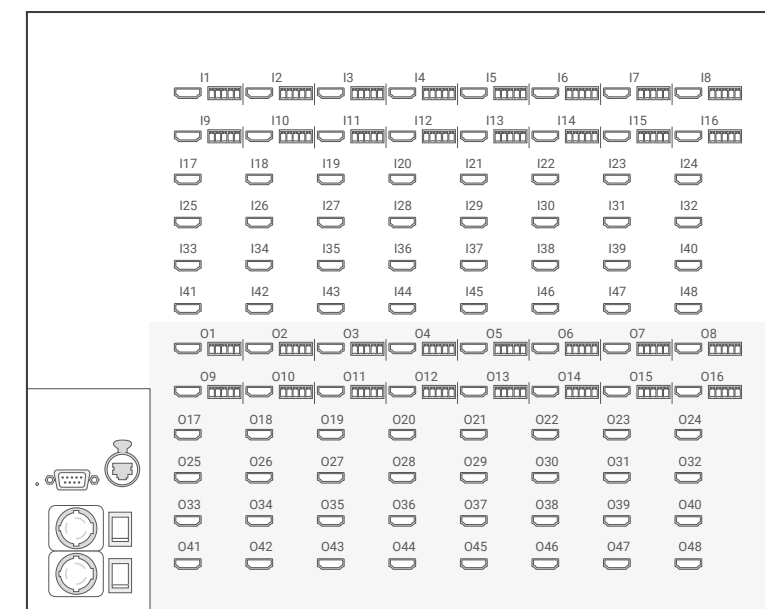 I1 I2 I3 I4 I5 I6 I7 I8
I9 I10 I11 I12 I13 I14 I15 I16
I17 I18 I19 I20 I21 I22 I23 I24
I25 I26 I27 I28 I29 I30 I31 I32
I33 I34 I35 I36 I37 I38 I39 I40
I41 I42 I43 I44 I45 I46 I47 I48
O1 O2 O3 O4 O5 O6 O7 O8
O9 O10 O11 O12 O13 O14 O15 O16
O17 O18 O19 O20 O21 O22 O23 O24
O25 O26 O27 O28 O29 O30 O31 O32
O33 O34 O35 O36 O37 O38 O39 O40
O41 O42 O43 O44 O45 O46 O47 O48